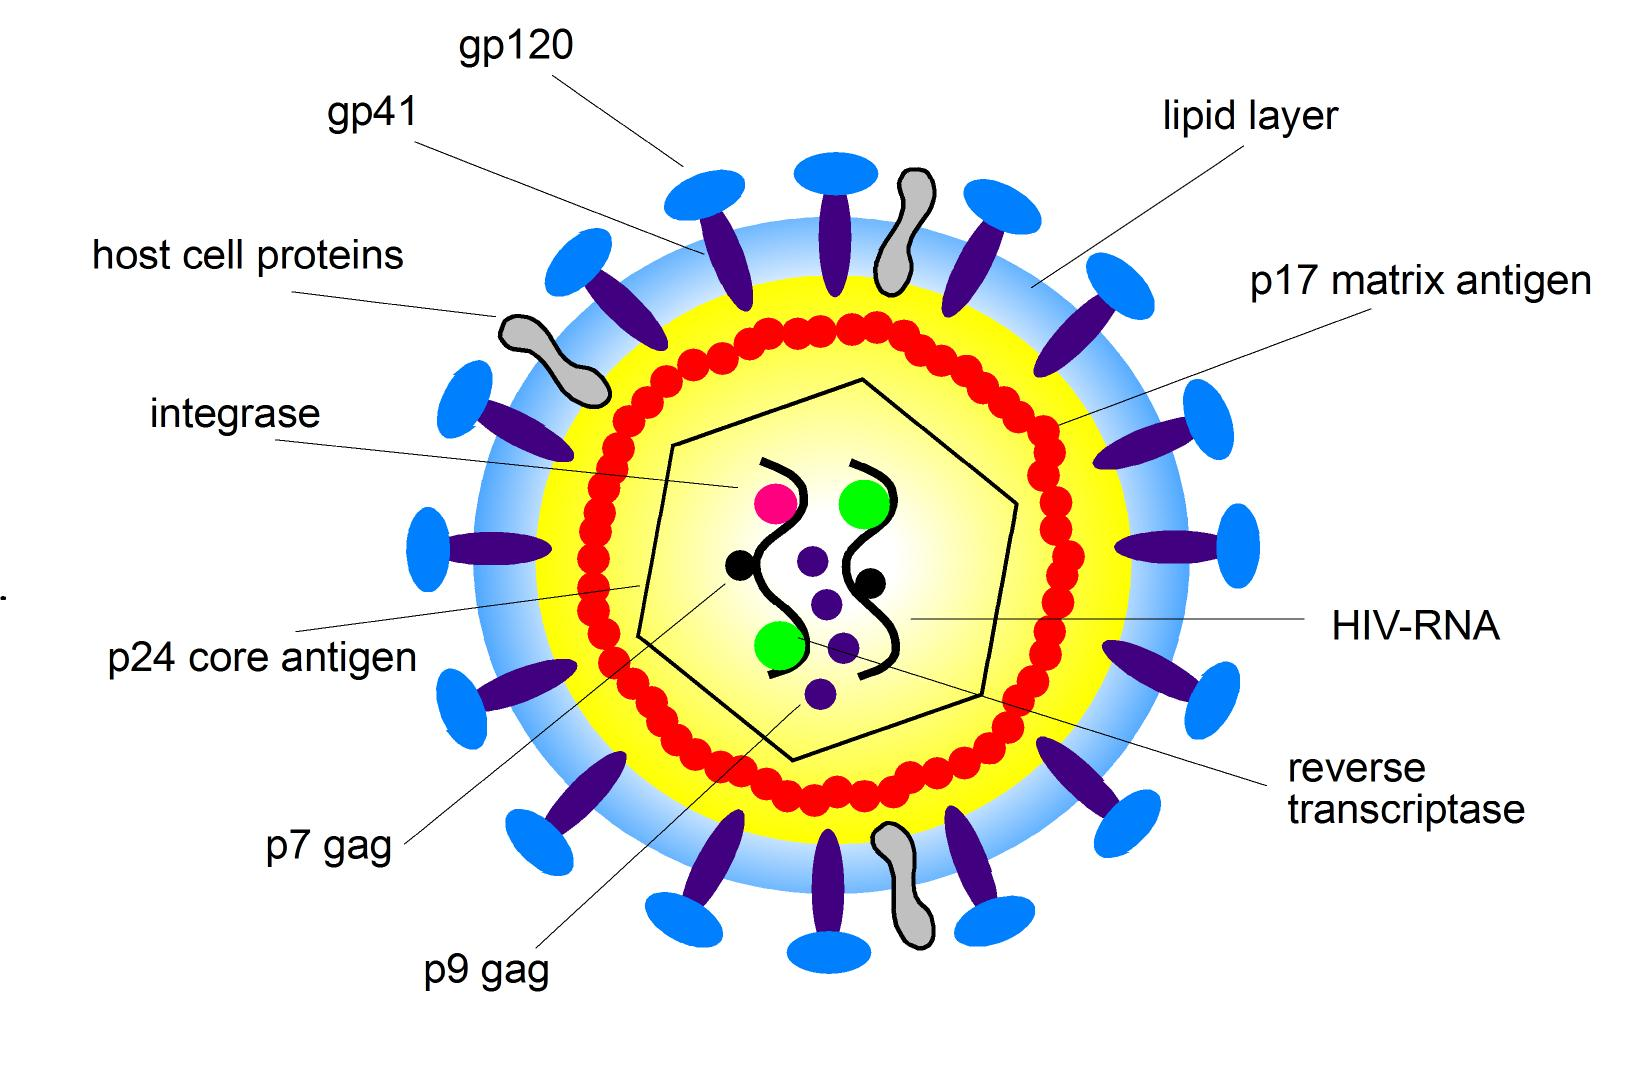 gp120
gp41
lipid layer
host cell proteins
p17 matrix antigen
integrase
HIV-RNA
p24 core antigen
reverse
transcriptase
p7 gag
p9 gag